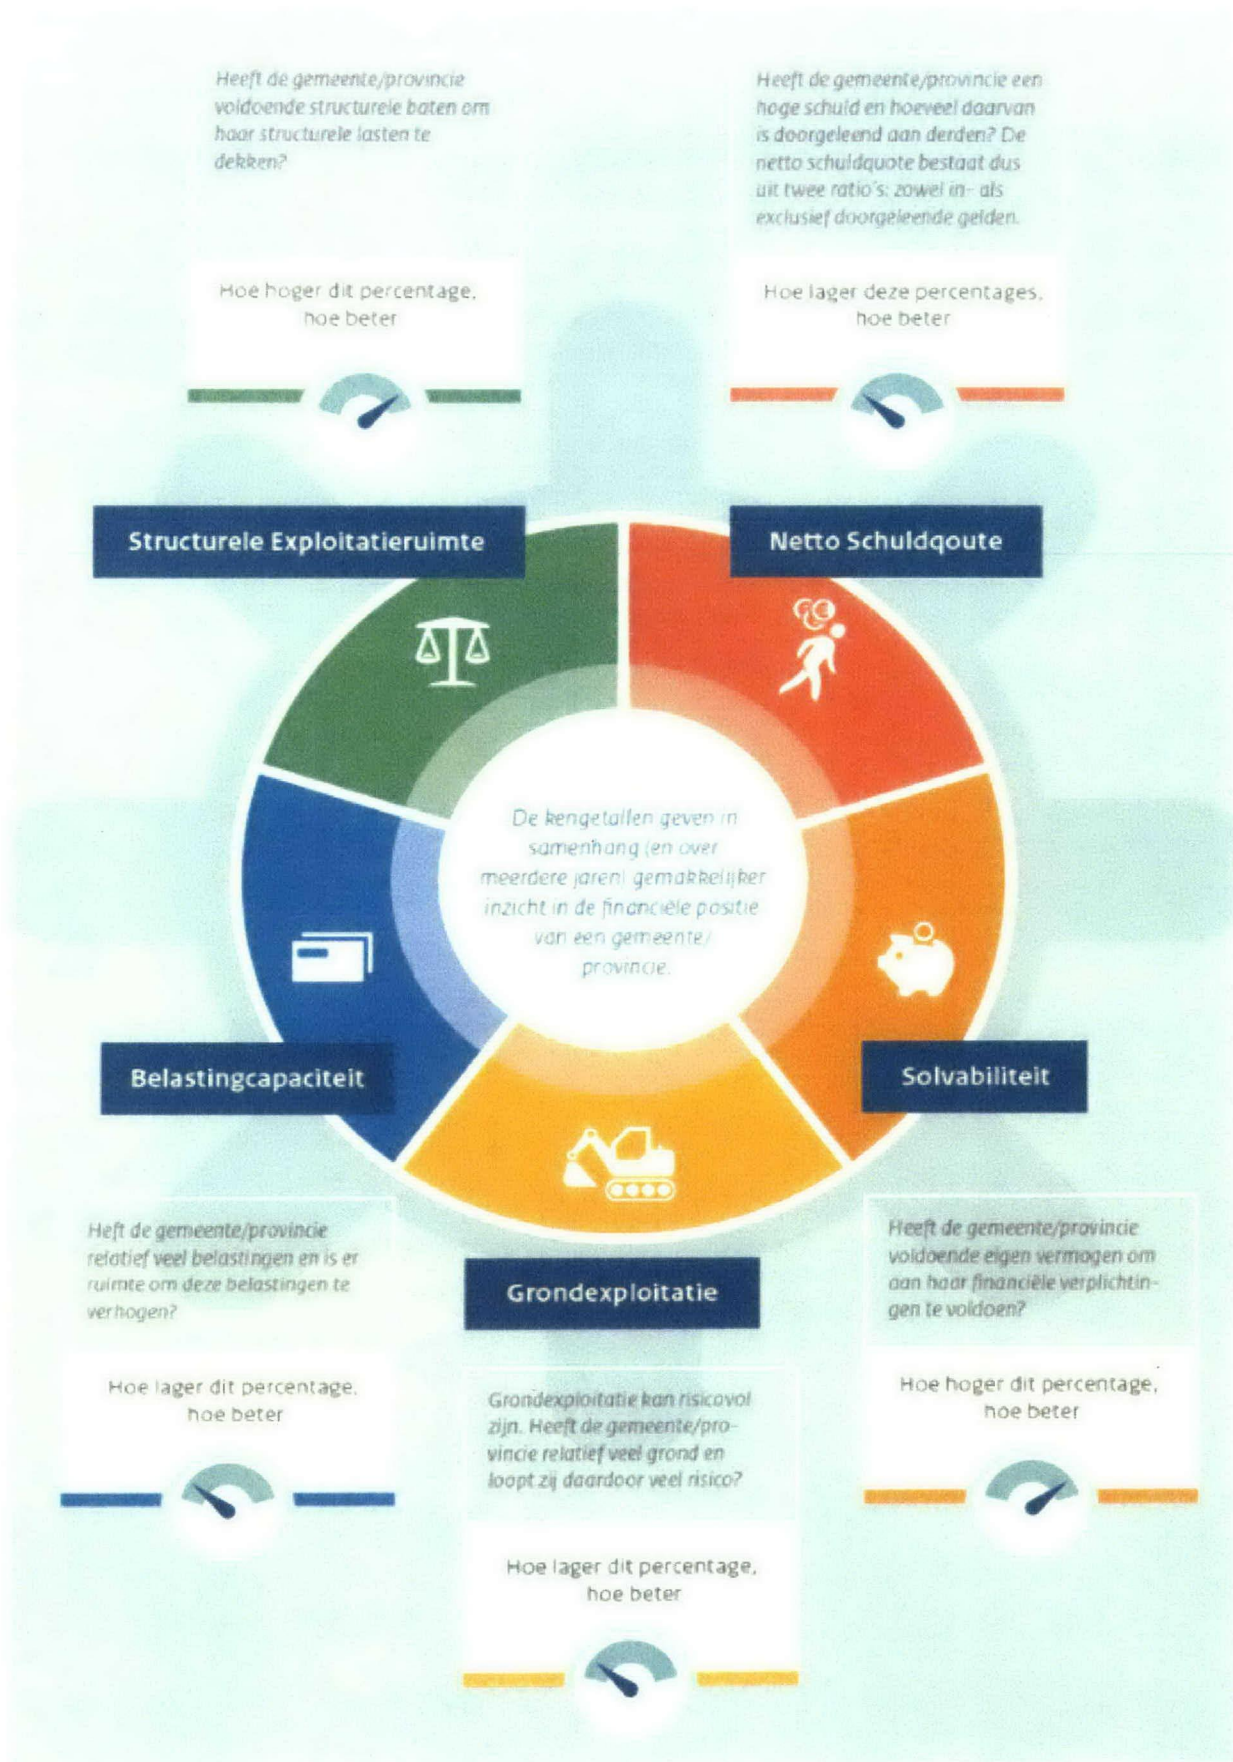 Heeft de gemeente/provincie
voldoende structurele baten om
haar structurele lasten te
dekken?
Hoe hoger dit percentage,
hoe beter
Heeft de gemeente/provincie een
hoge schuld en hoeveel daarvan
is doorgeleend aan derden? De
netto schuldquote bestaat dus
uit twee ratio's: zowel in- als
exclusief doorgeleende gelden.
Hoe lager deze percentages,
hoe beter
Structurele Exploitatieruimte
Netto Schuldqoute
De kengetallen geven in
samenhang (en over
meerdere jaren) gemakkelijker
inzicht in de financiële positie
van een gemeente/
provincie.
Belastingcapaciteit
Solvabiliteit
Heft de gemeente/provincie
relatief veel belastingen en is er
ruimte om deze belastingen te
verhogen?
Hoe lager dit percentage,
hoe beter
Grondexploitatie
Grondexploitatie kan risicovol
zijn. Heeft de gemeente/pro-
vincie relatief veel grond en
loopt zij daardoor veel risico?
Hoe lager dit percentage,
hoe beter
Heeft de gemeente/provincie
voldoende eigen vermogen om
aan haar financiële verplichtin-
gen te voldoen?
Hoe hoger dit percentage,
hoe beter